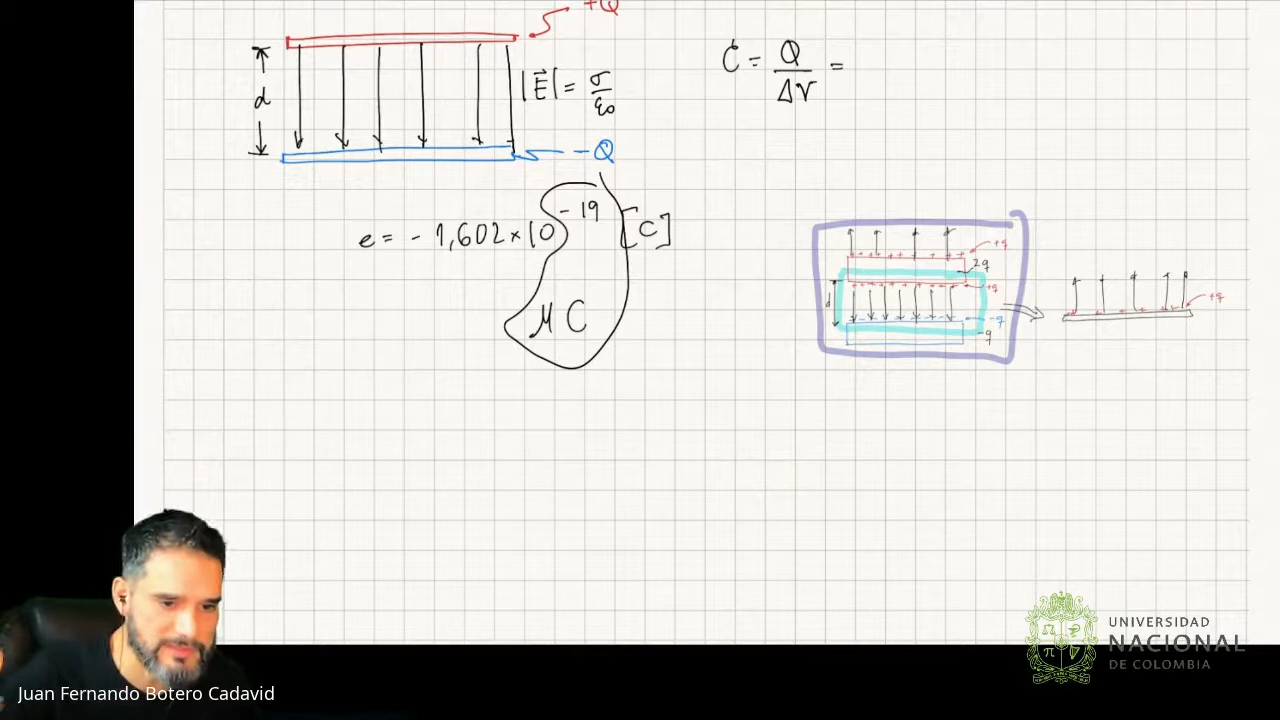 +Q
d
|E⃗| = σ/ε₀
C = Q/ΔV =
-Q
e = - 1,602 × 10⁻¹⁹ [C]
μC
+q
2q
+q
d
-q
-q
+q
UNIVERSIDAD
NACIONAL
DE COLOMBIA
Juan Fernando Botero Cadavid